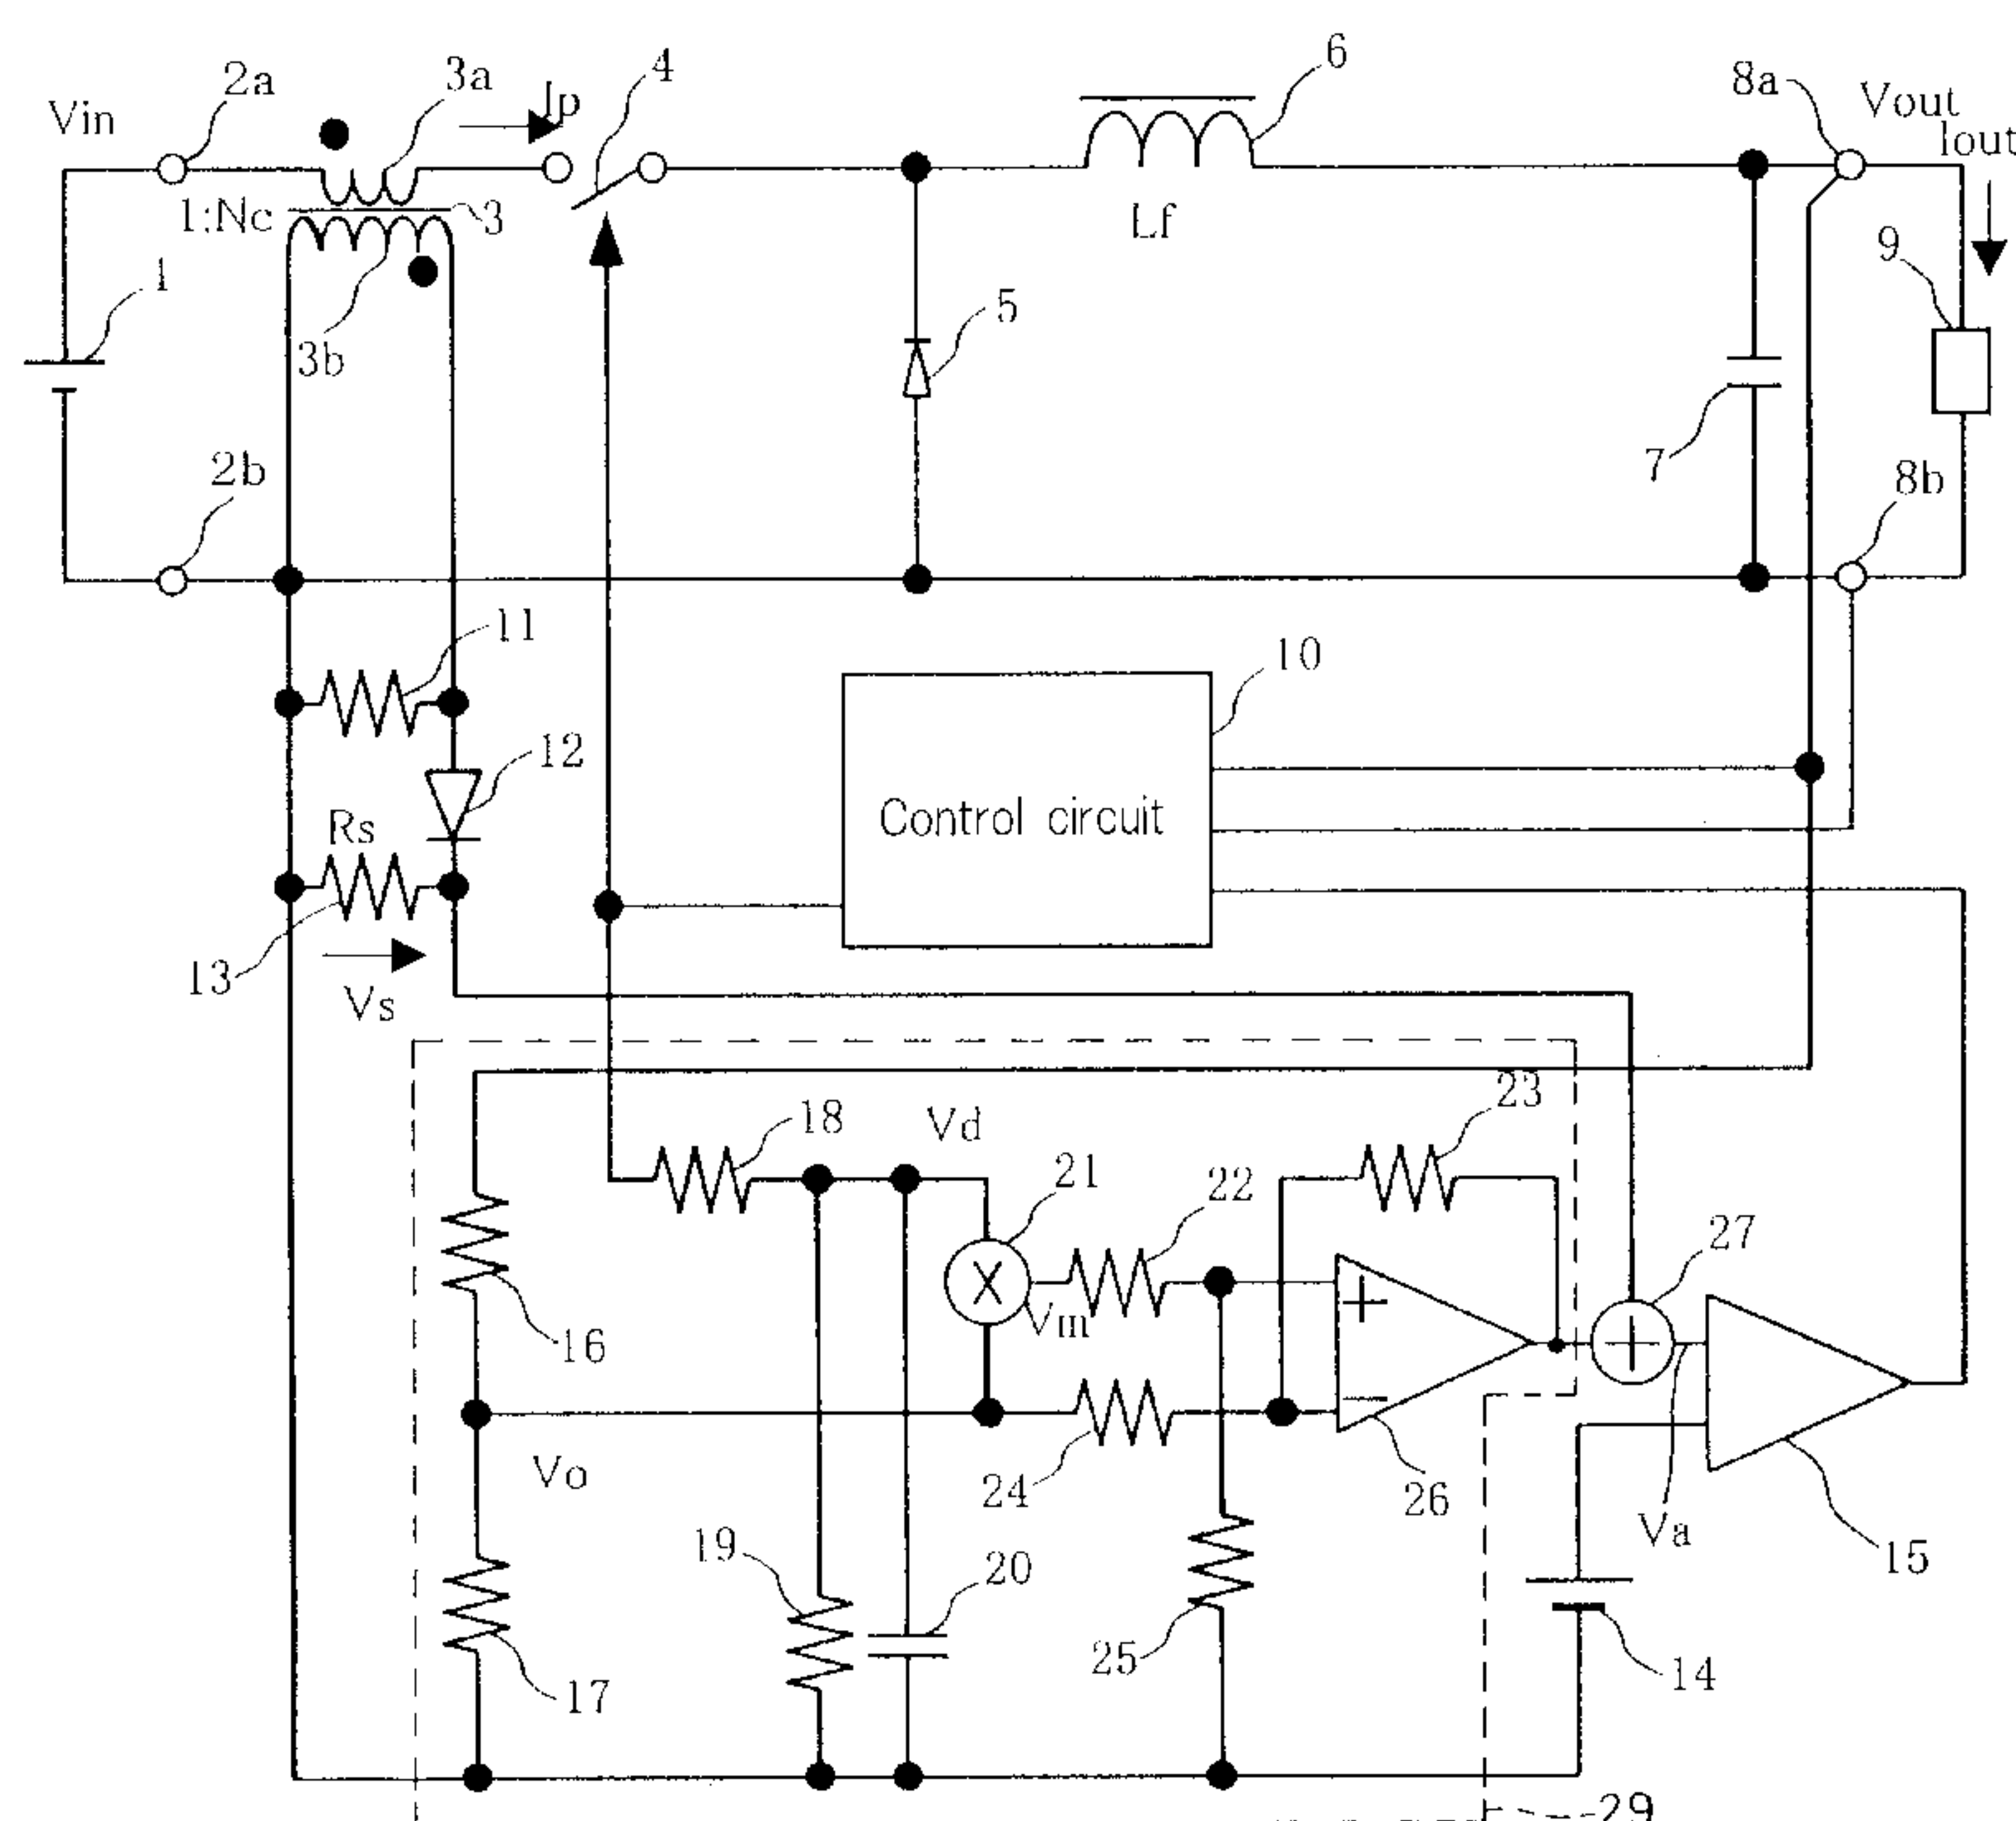 Vin
2a
3a
Ip
4
6
8a
Vout
Iout
1:Nc
3
Lf
9
1
3b
5
7
2b
8b
11
10
12
Control circuit
Rs
13
Vs
18
Vd
23
21
22
27
16
Vm
+
−
X
+
Vo
24
26
Va
15
19
20
25
14
17
29